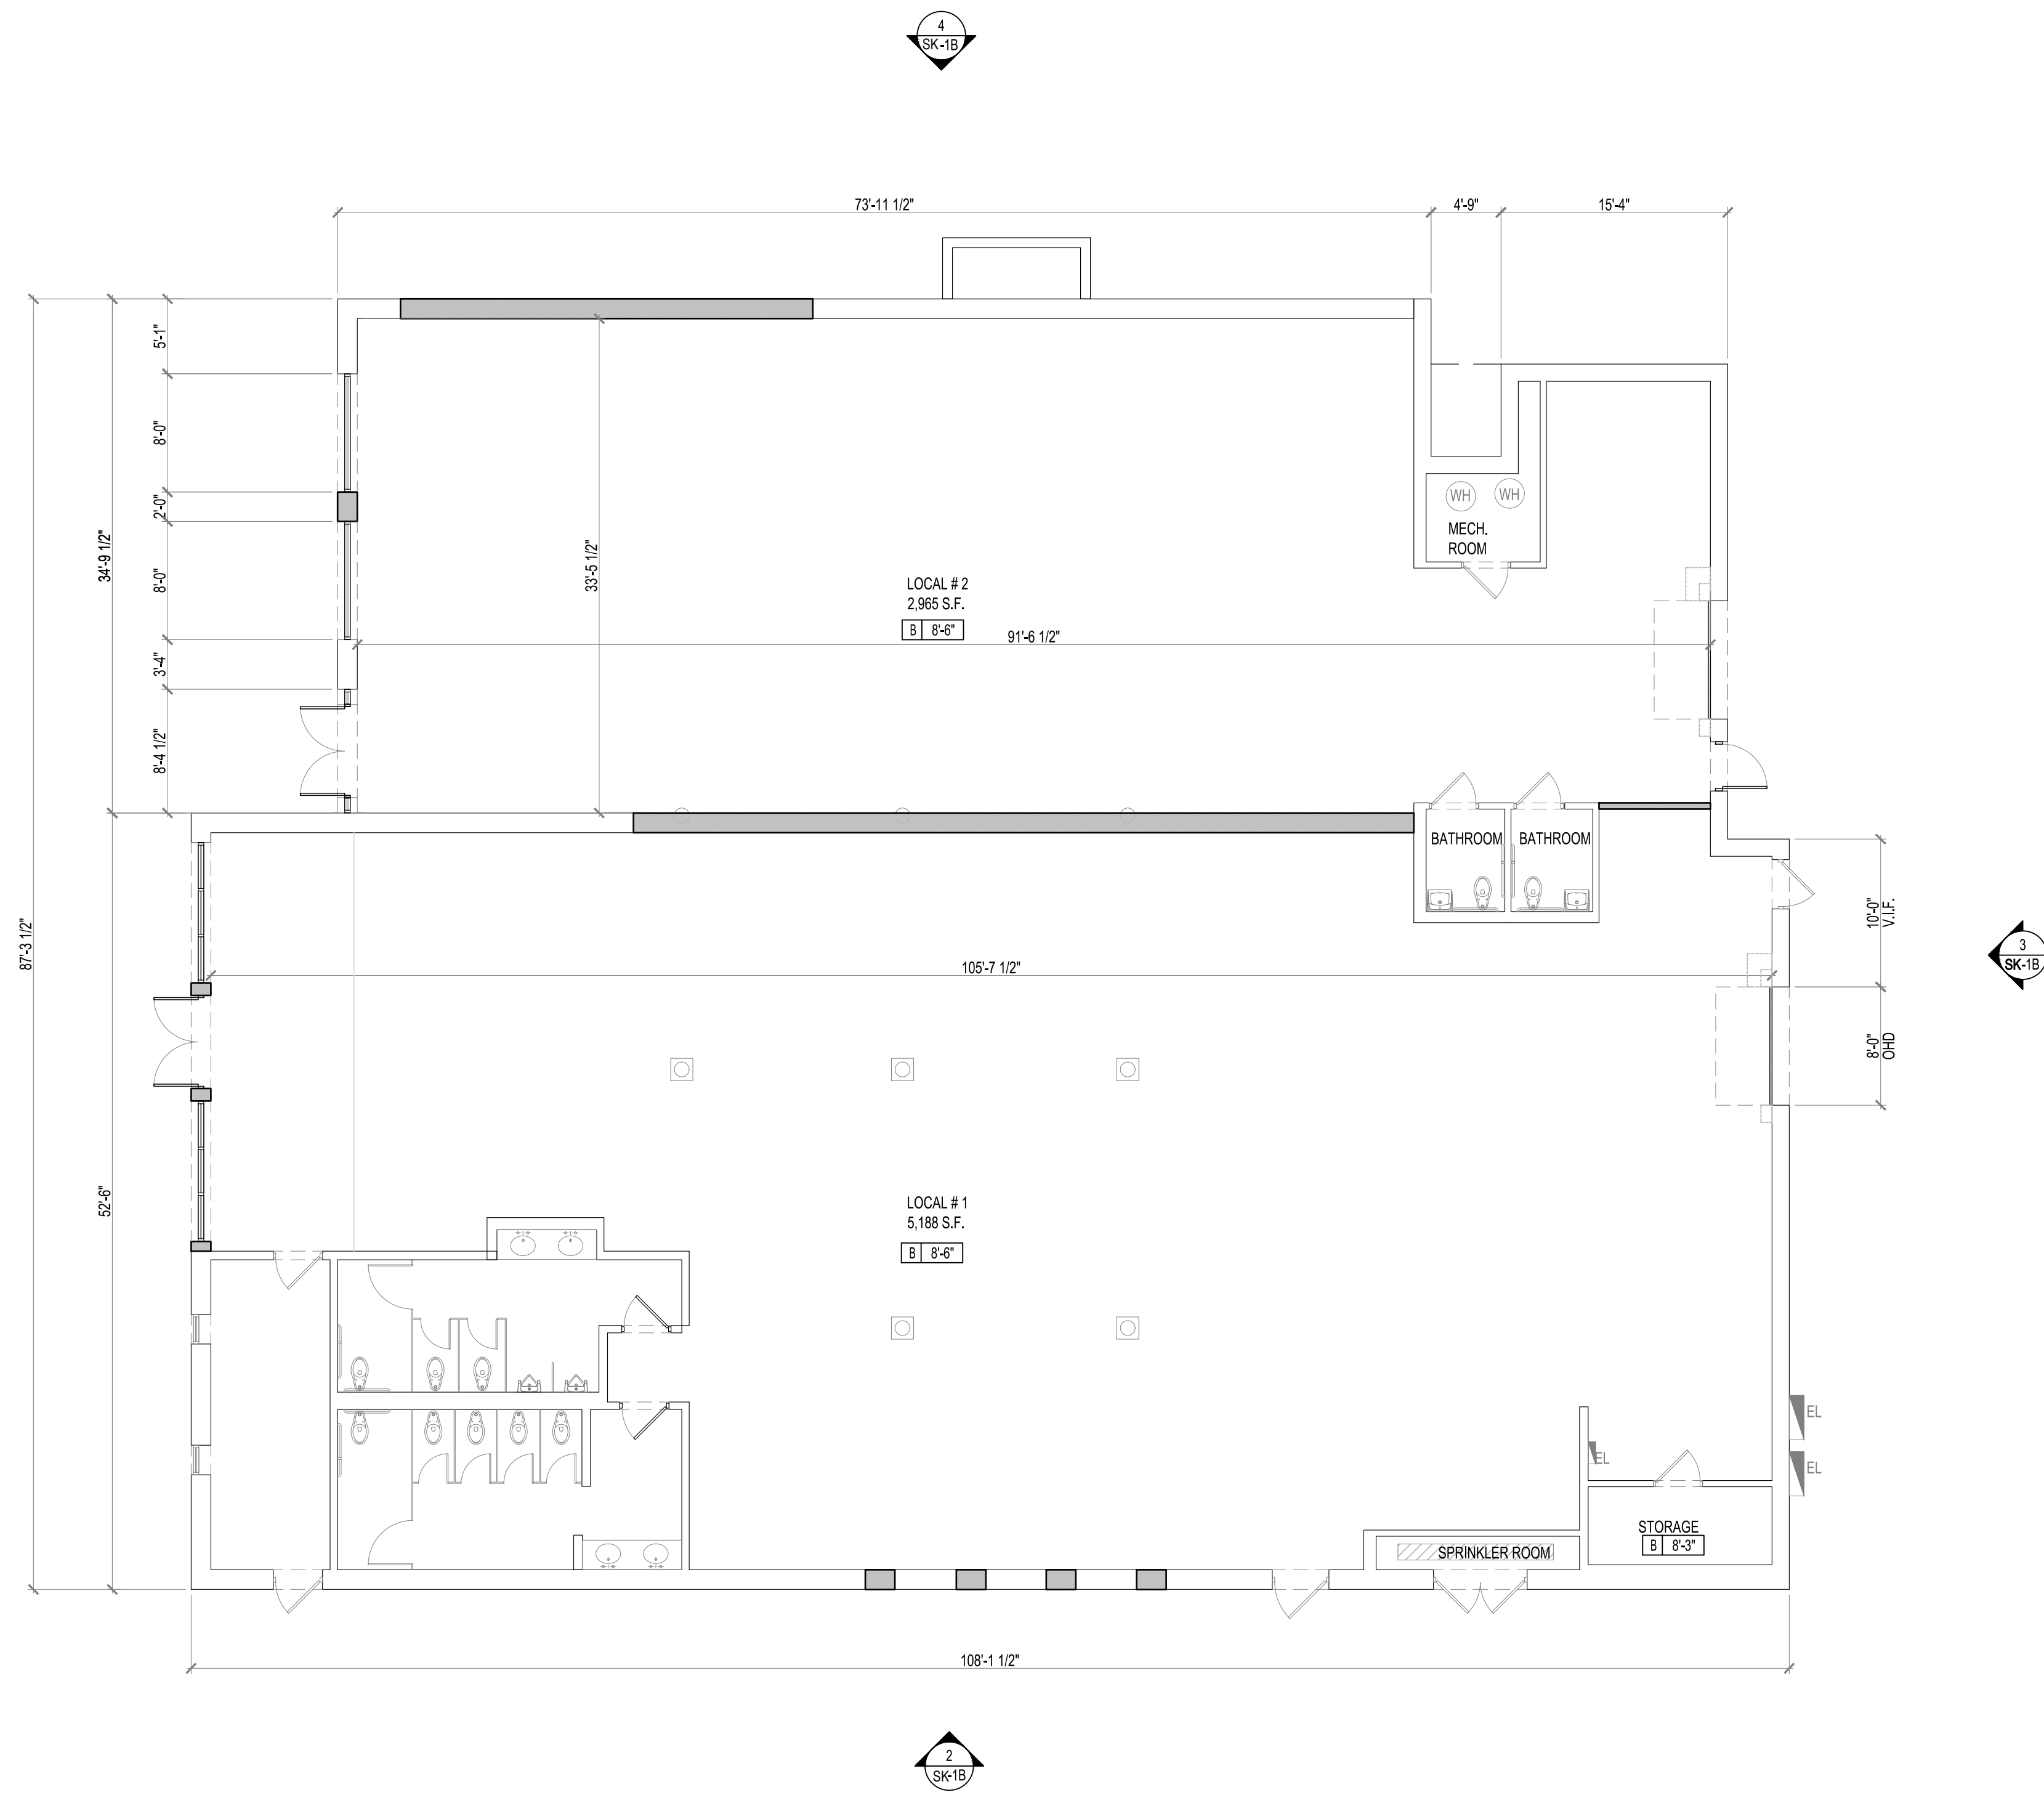 4
SK-1B
73'-11 1/2"
4'-9"
15'-4"
5'-1"
8'-0"
2'-0"
8'-0"
3'-4"
8'-4 1/2"
34'-9 1/2"
87'-3 1/2"
52'-6"
33'-5 1/2"
WH
WH
MECH.
ROOM
LOCAL # 2
2,965 S.F.
B 8'-6"
91'-6 1/2"
BATHROOM
BATHROOM
10'-0"
V.I.F.
3
SK-1B
105'-7 1/2"
8'-0"
OHD
LOCAL # 1
5,188 S.F.
B 8'-6"
EL
EL
EL
STORAGE
B 8'-3"
SPRINKLER ROOM
108'-1 1/2"
2
SK-1B